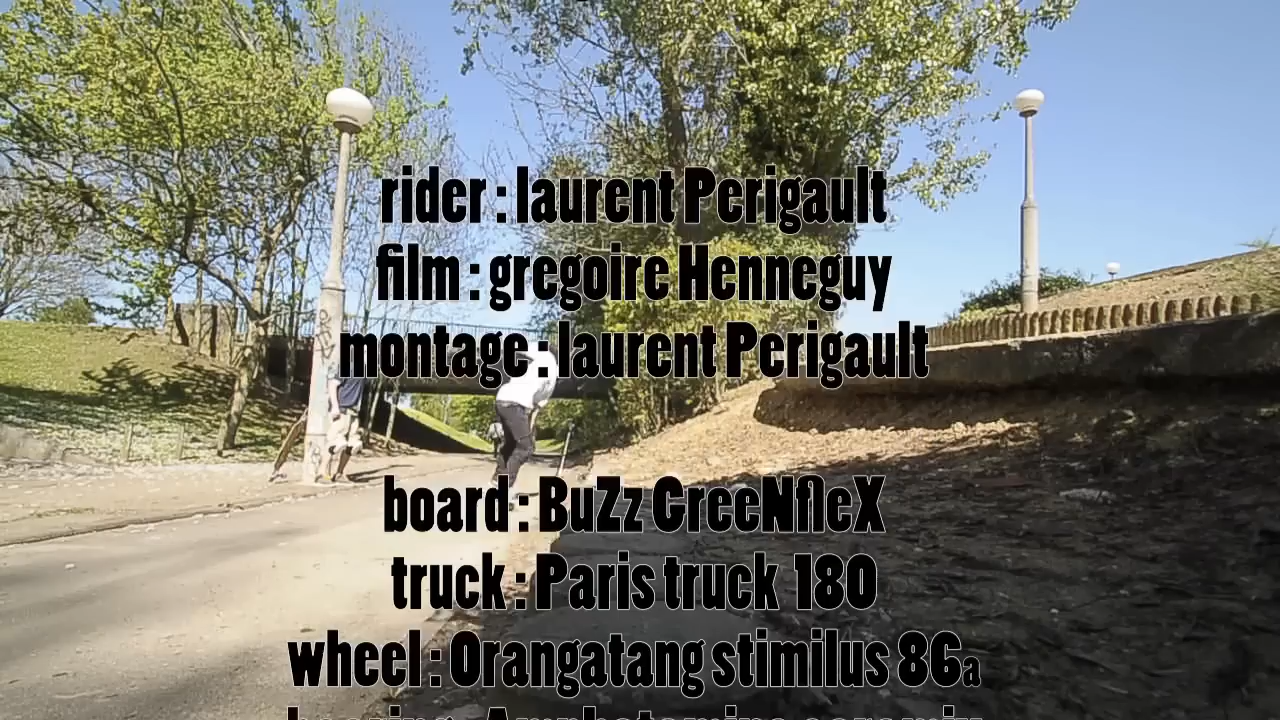 rider : laurent Perigault
film : gregoire Henneguy
montage : laurent Perigault
board : BuZz GreeNfleX
truck : Paris truck 180
wheel : Orangatang stimilus 86a